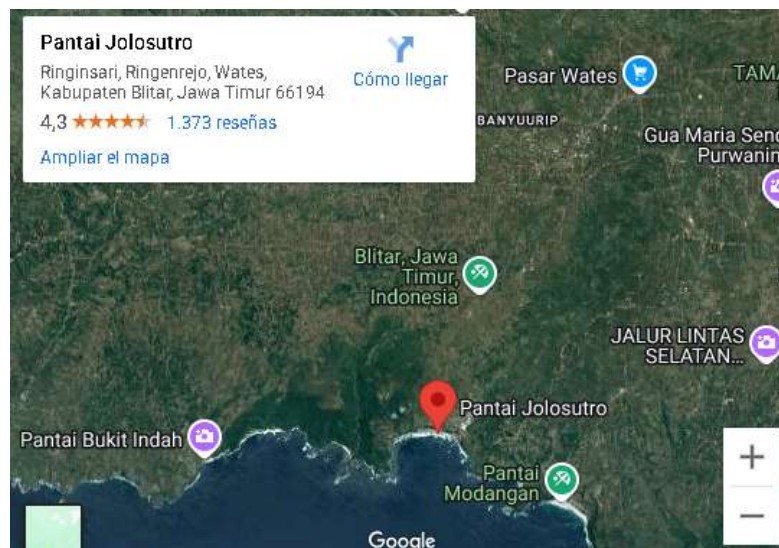 Pantai Jolosutro
Ringinsari, Ringenrejo, Wates,
Kabupaten Blitar, Jawa Timur 66194
Cómo llegar
4,3
1.373 reseñas
Ampliar el mapa
Pasar Wates
TAMA
BANYUURIP
Gua Maria Send
Purwanin
Blitar, Jawa
Timur,
Indonesia
JALUR LINTAS
SELATAN...
Pantai Jolosutro
Pantai Bukit Indah
Pantai
Modangan
Google